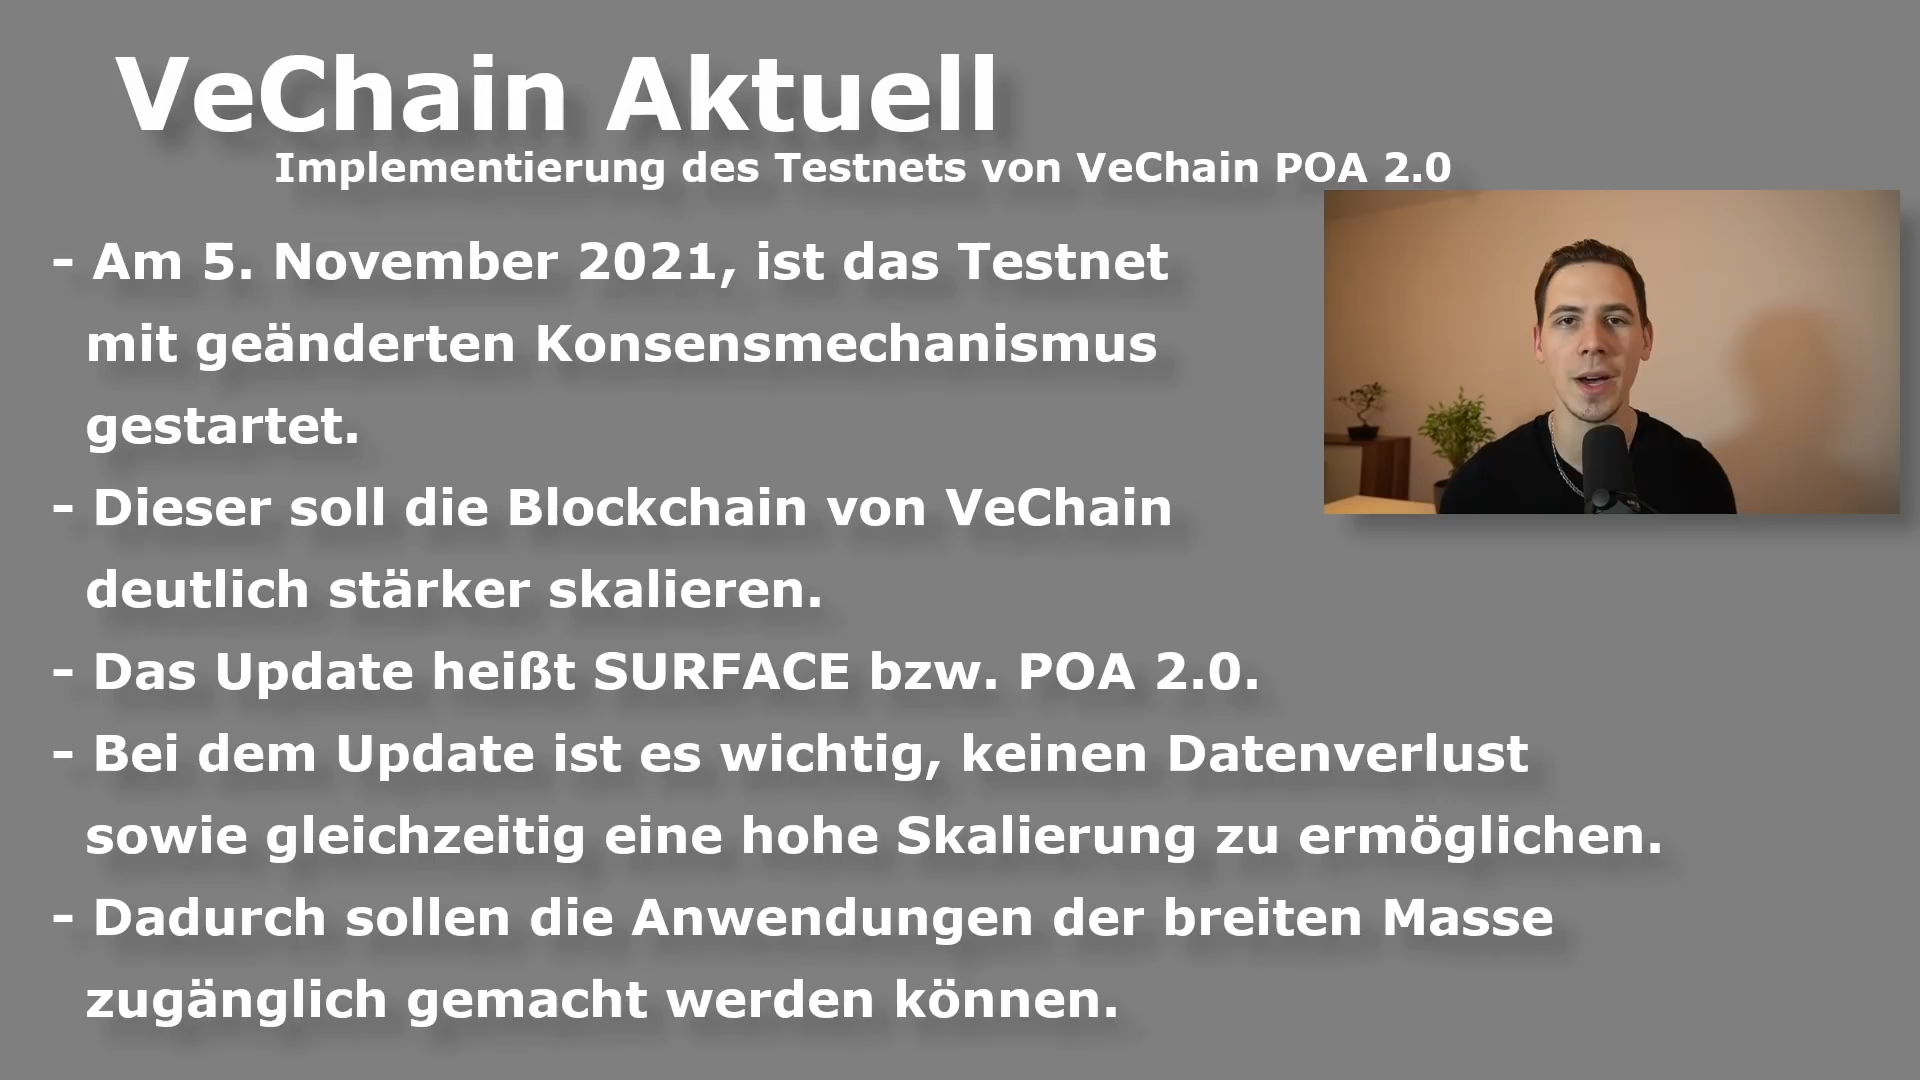 VeChain Aktuell
Implementierung des Testnets von VeChain POA 2.0
- Am 5. November 2021, ist das Testnet
mit geänderten Konsensmechanismus
gestartet.
- Dieser soll die Blockchain von VeChain
deutlich stärker skalieren.
- Das Update heißt SURFACE bzw. POA 2.0.
- Bei dem Update ist es wichtig, keinen Datenverlust
sowie gleichzeitig eine hohe Skalierung zu ermöglichen.
- Dadurch sollen die Anwendungen der breiten Masse
zugänglich gemacht werden können.